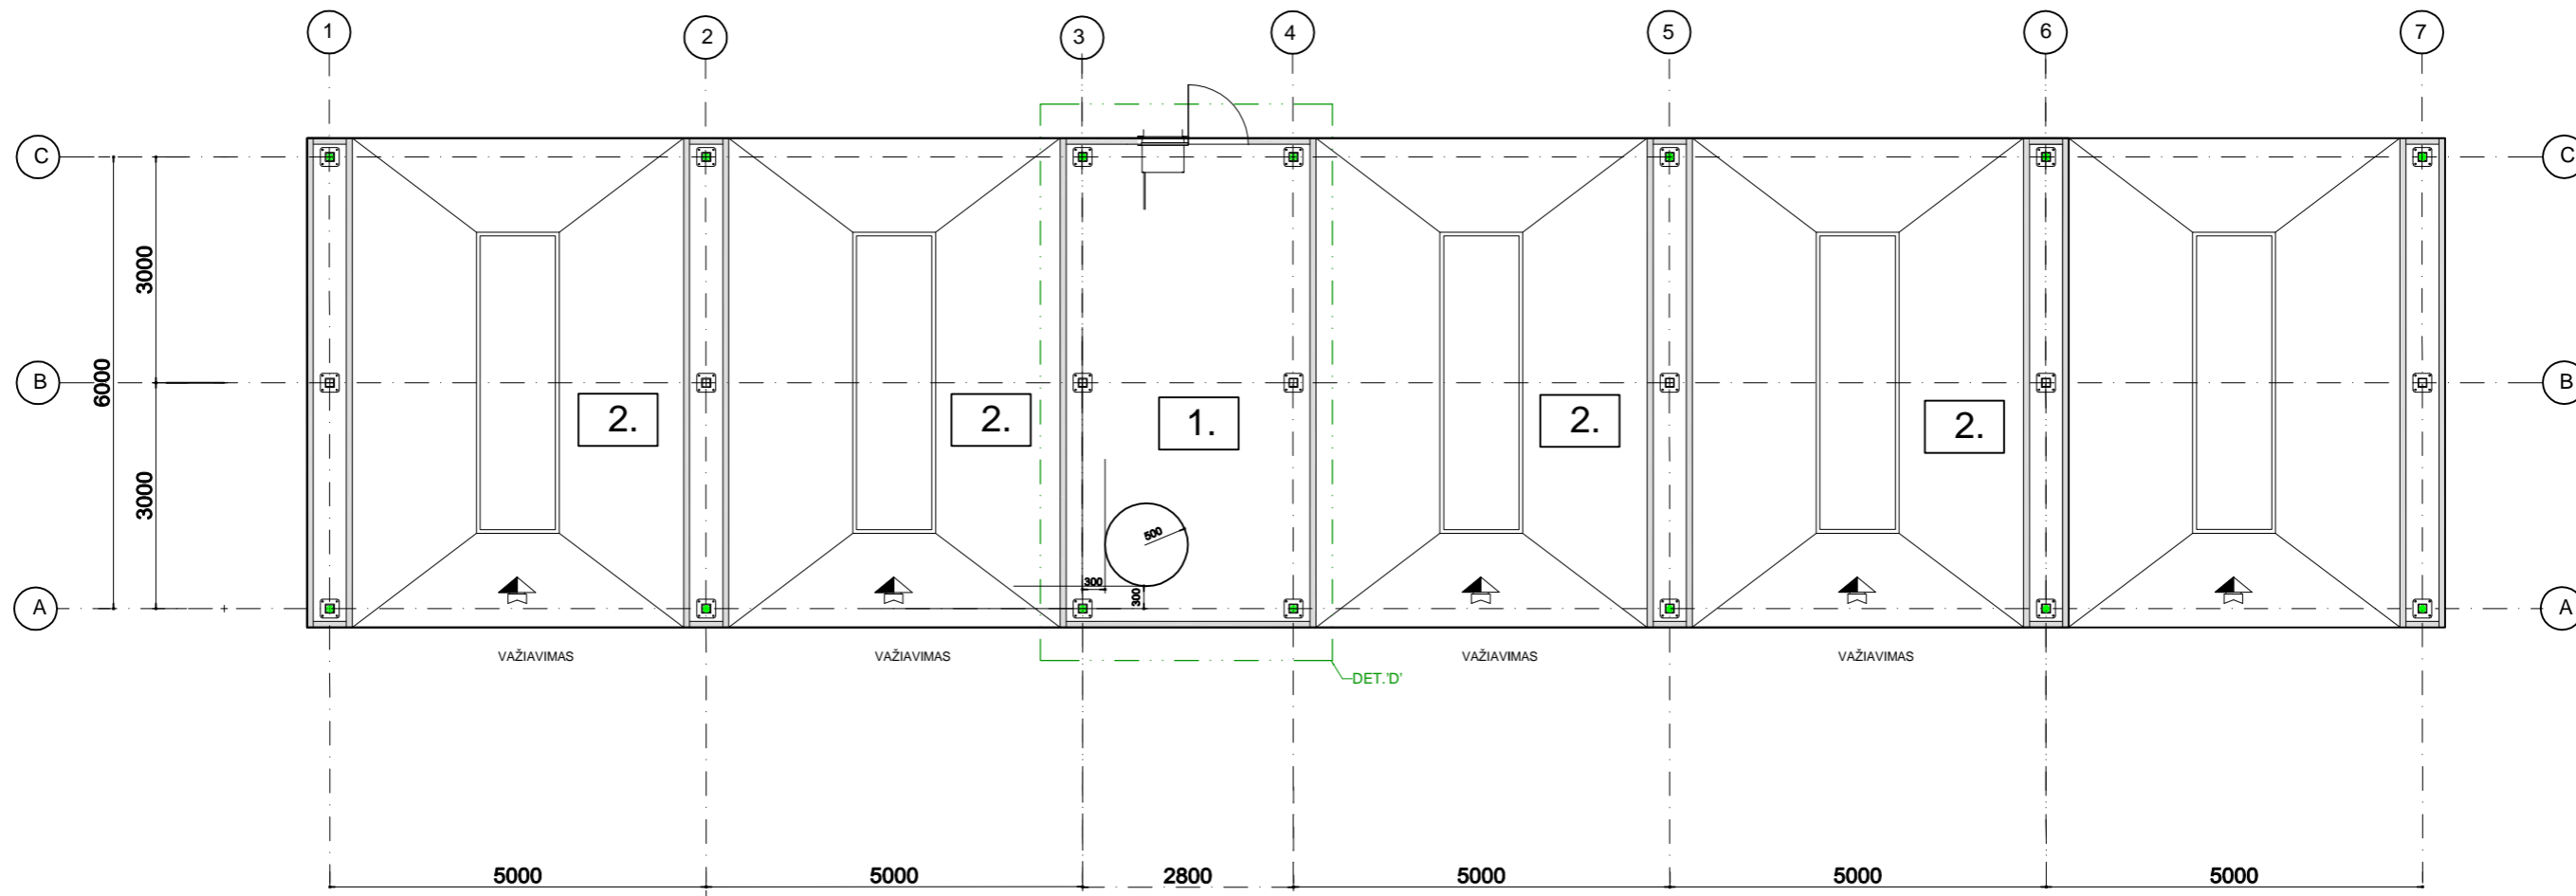 1 2 3 4 5 6 7
C C
3000
B B
6000
2. 2. 1. 2. 2.
3000
500
300
300
A A
VAŽIAVIMAS VAŽIAVIMAS VAŽIAVIMAS VAŽIAVIMAS
DET.'D'
5000 5000 2800 5000 5000 5000